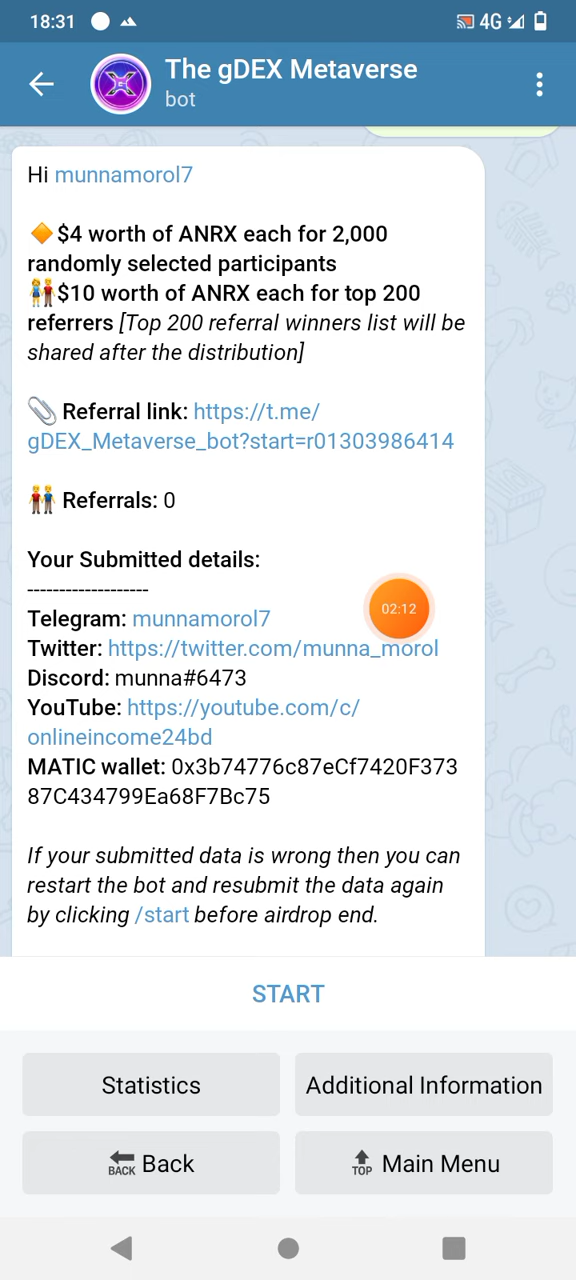 18:31
4G
The gDEX Metaverse
bot
Hi munnamorol7
🔶$4 worth of ANRX each for 2,000
randomly selected participants
👫$10 worth of ANRX each for top 200
referrers [Top 200 referral winners list will be
shared after the distribution]
📎 Referral link: https://t.me/
gDEX_Metaverse_bot?start=r01303986414
👬 Referrals: 0
Your Submitted details:
-------------------
Telegram: munnamorol7
02:12
Twitter: https://twitter.com/munna_morol
Discord: munna#6473
YouTube: https://youtube.com/c/
onlineincome24bd
MATIC wallet: 0x3b74776c87eCf7420F373
87C434799Ea68F7Bc75
If your submitted data is wrong then you can
restart the bot and resubmit the data again
by clicking /start before airdrop end.
START
Statistics
Additional Information
BACK Back
TOP Main Menu